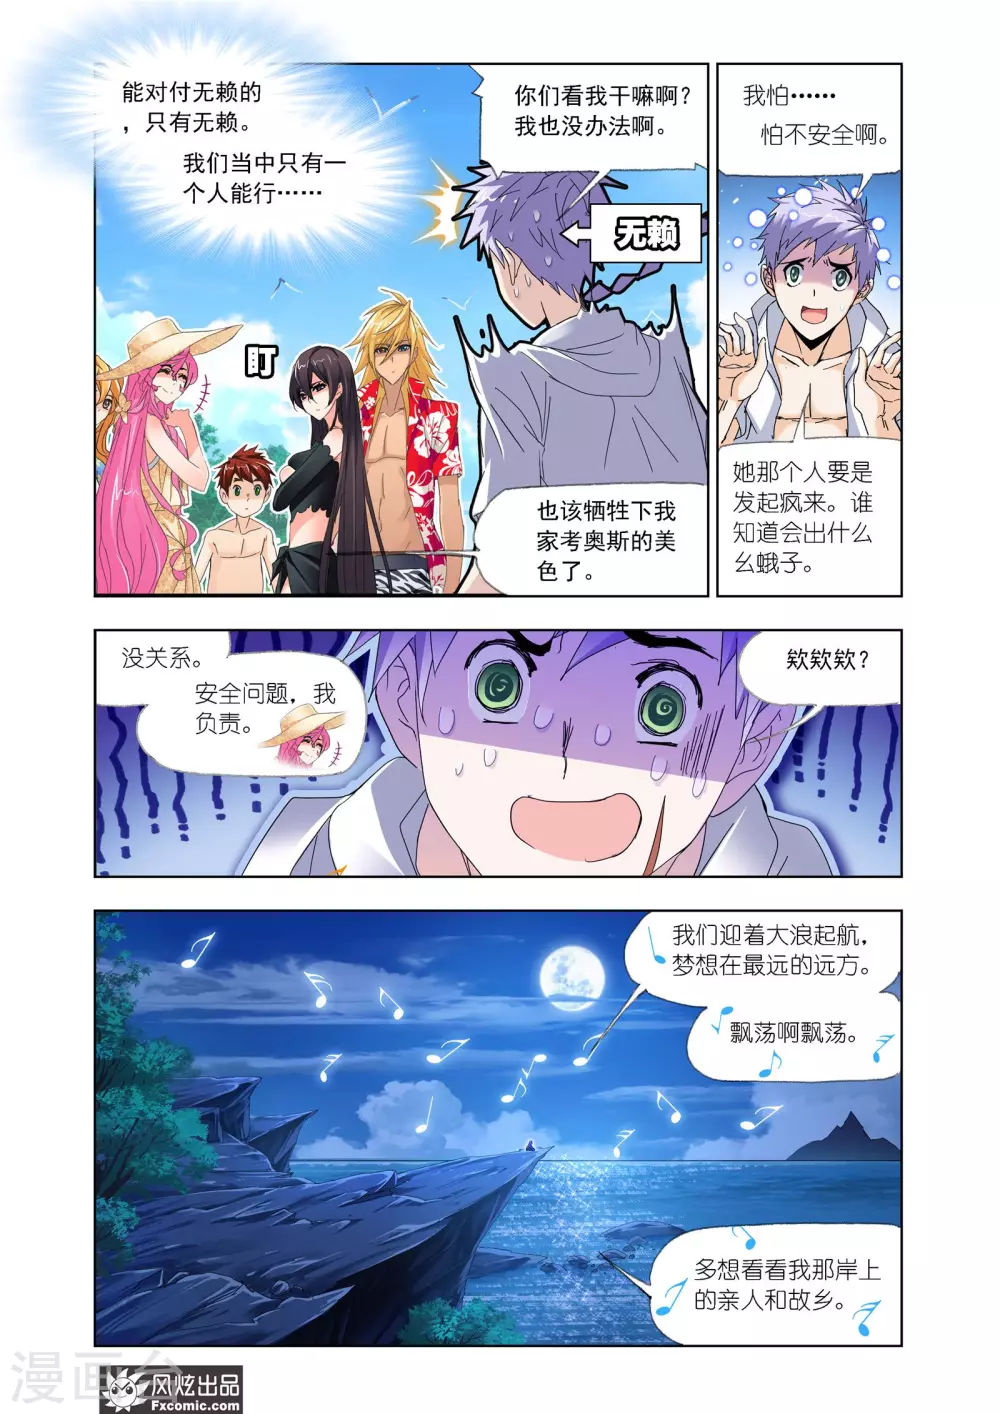 能对付无赖的
，只有无赖。
我们当中只有一
个人能行……
你们看我干嘛啊？
我也没办法啊。
无赖
盯
也该牺牲下我
家考奥斯的美
色了。
我怕……
怕不安全啊。
她那个人要是
发起疯来。谁
知道会出什么
幺蛾子。
没关系。
安全问题，我
负责。
欸欸欸？
我们迎着大浪起航，
梦想在最远的远方。
飘荡啊飘荡。
多想看看我那岸上
的亲人和故乡。
漫画台
风炫出品
Fxcomic.com